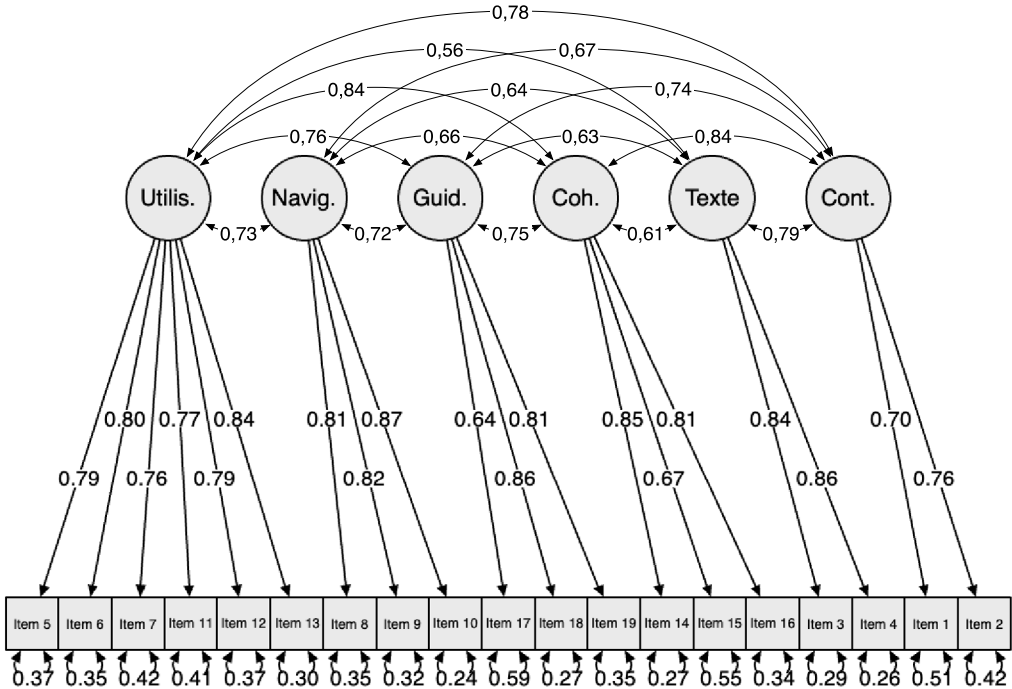 0,78
0,56 0,67
0,84 0,64 0,74
0,76 0,66 0,63 0,84
Utilis. Navig. Guid. Coh. Texte Cont.
0,73 0,72 0,75 0,61 0,79
0.80 0.77 0.84 0.81 0.87 0.64 0.81 0.85 0.81 0.84 0.70
0.79 0.76 0.79 0.82 0.86 0.67 0.86 0.76
Item 5 Item 6 Item 7 Item 11 Item 12 Item 13 Item 8 Item 9 Item 10 Item 17 Item 18 Item 19 Item 14 Item 15 Item 16 Item 3 Item 4 Item 1 Item 2
0.37 0.35 0.42 0.41 0.37 0.30 0.35 0.32 0.24 0.59 0.27 0.35 0.27 0.55 0.34 0.29 0.26 0.51 0.42